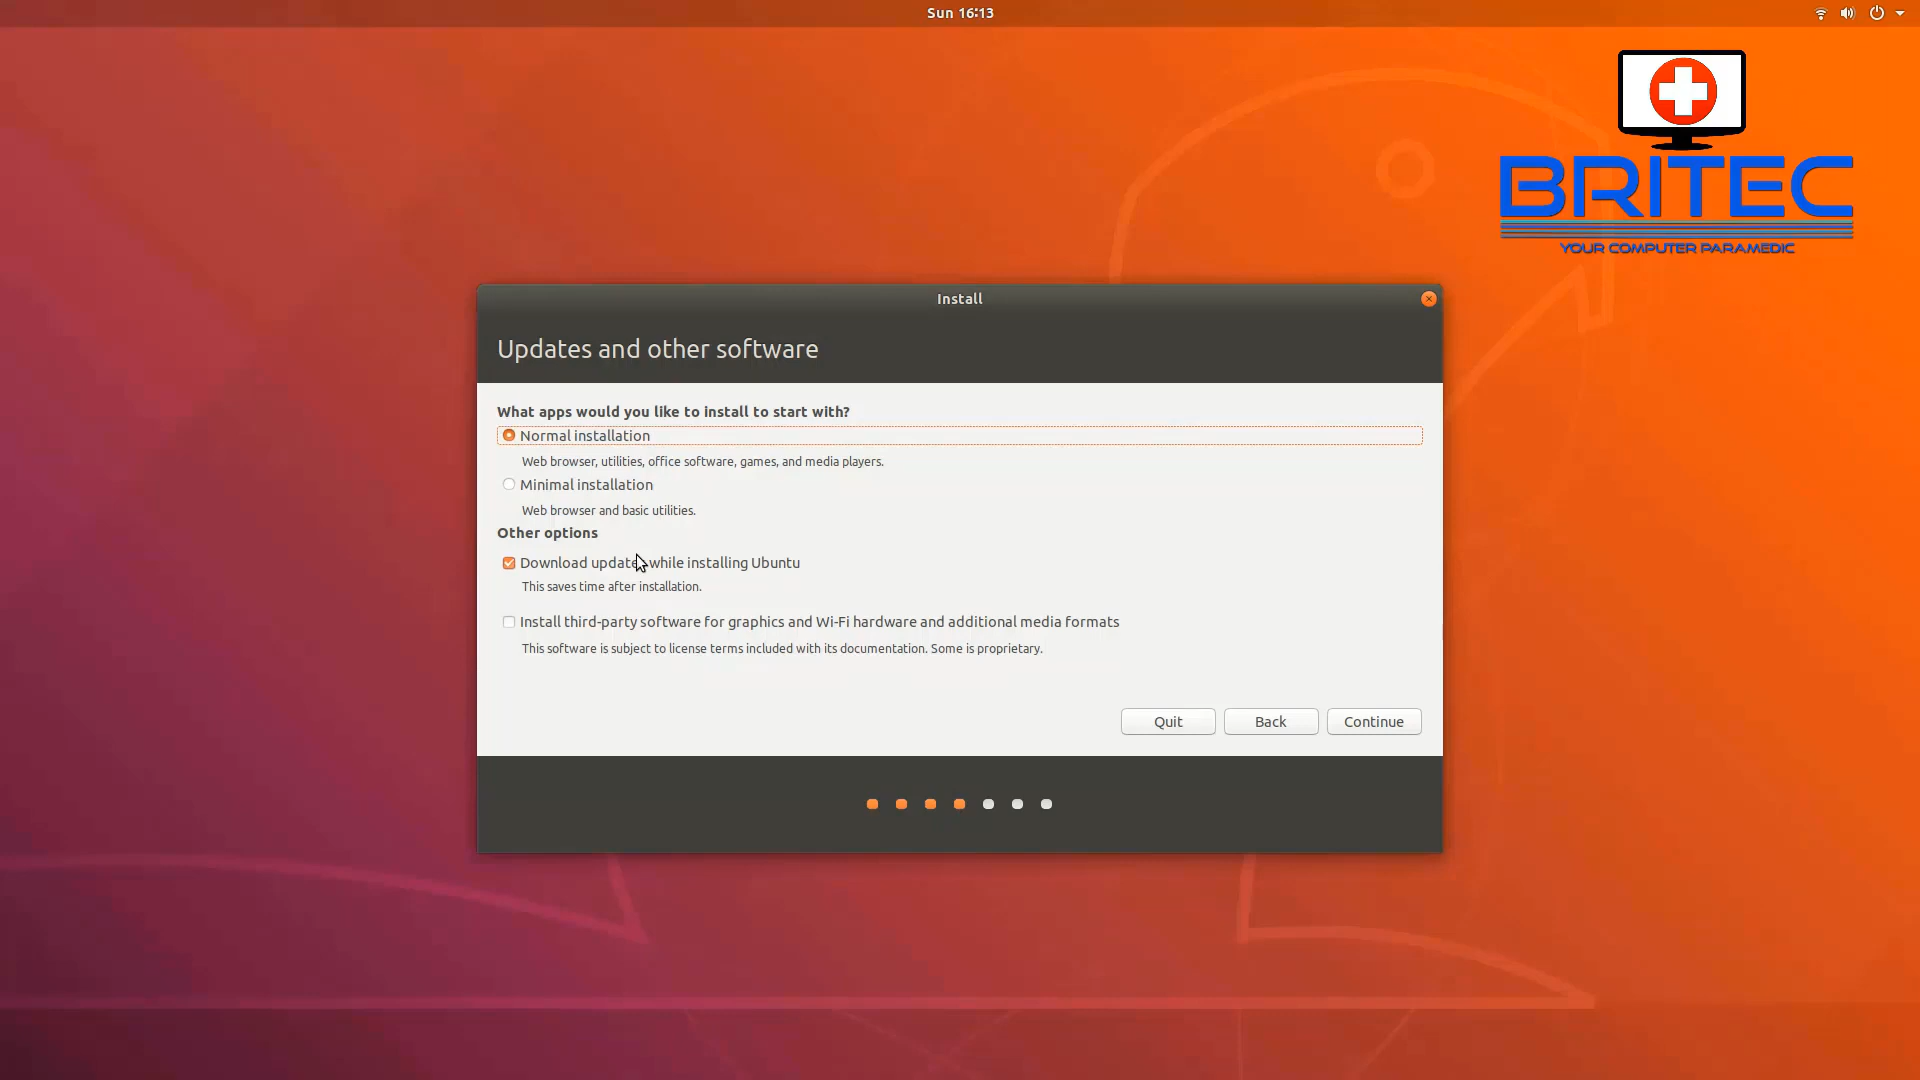 Sun 16:13
BRITEC
YOUR COMPUTER PARAMEDIC
Install
Updates and other software
What apps would you like to install to start with?
Normal installation
Web browser, utilities, office software, games, and media players.
Minimal installation
Web browser and basic utilities.
Other options
Download updates while installing Ubuntu
This saves time after installation.
Install third-party software for graphics and Wi-Fi hardware and additional media formats
This software is subject to license terms included with its documentation. Some is proprietary.
Quit Back Continue